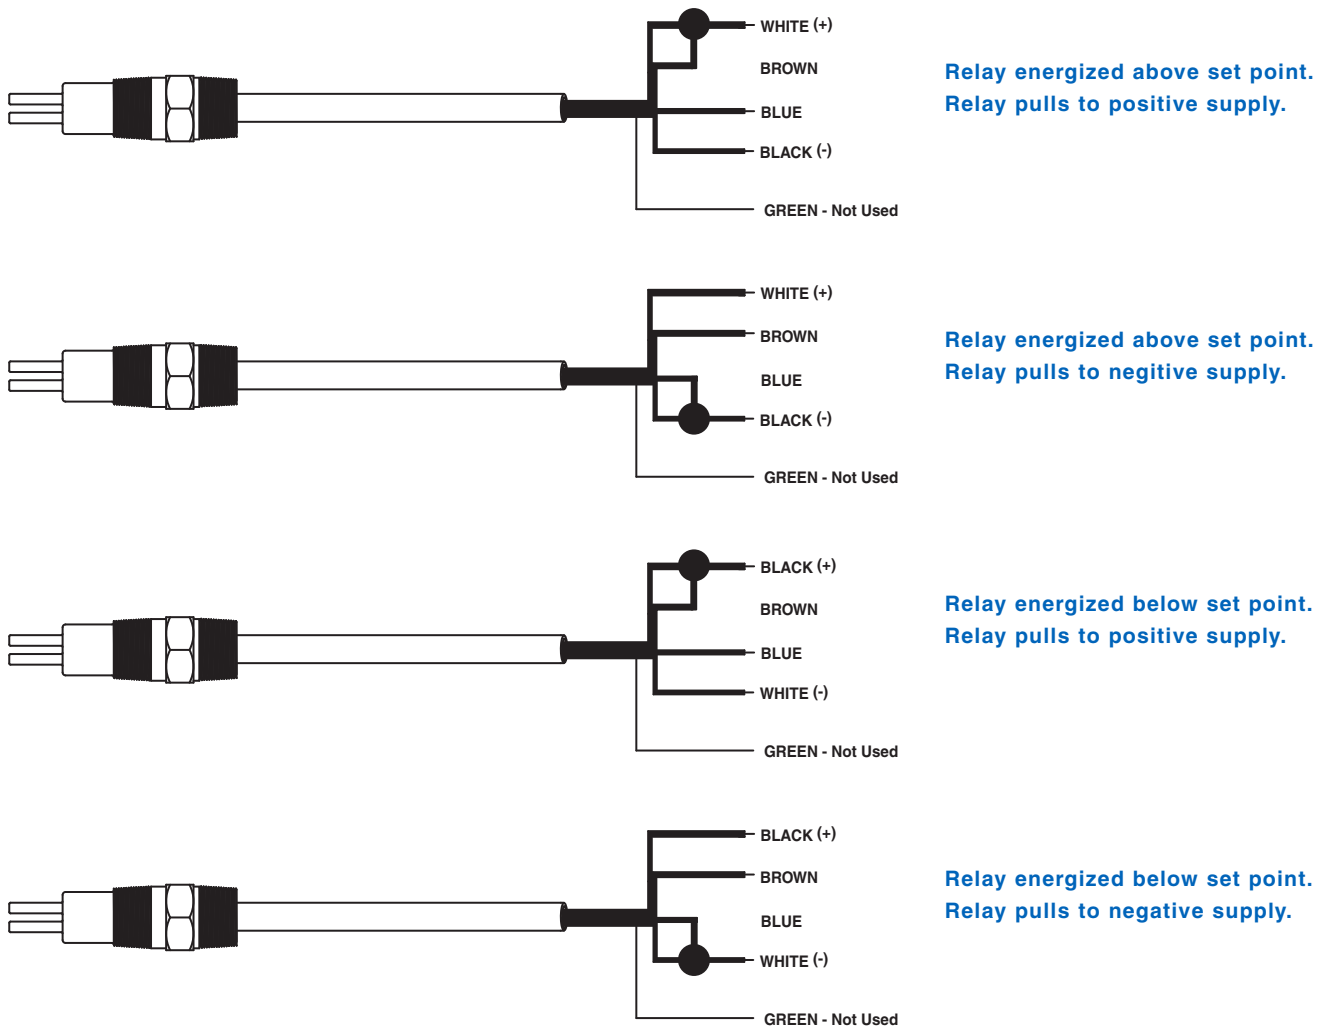 WHITE (+)
BROWN
BLUE
BLACK (-)
GREEN - Not Used
Relay energized above set point.
Relay pulls to positive supply.
WHITE (+)
BROWN
BLUE
BLACK (-)
GREEN - Not Used
Relay energized above set point.
Relay pulls to negitive supply.
BLACK (+)
BROWN
BLUE
WHITE (-)
GREEN - Not Used
Relay energized below set point.
Relay pulls to positive supply.
BLACK (+)
BROWN
BLUE
WHITE (-)
GREEN - Not Used
Relay energized below set point.
Relay pulls to negative supply.